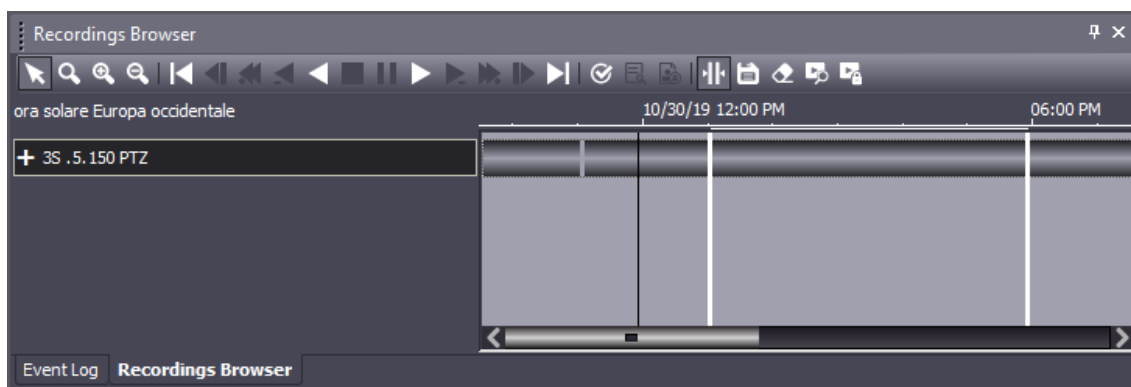 Recordings Browser
ora solare Europa occidentale
10/30/19 12:00 PM
06:00 PM
3S .5.150 PTZ
Event Log
Recordings Browser